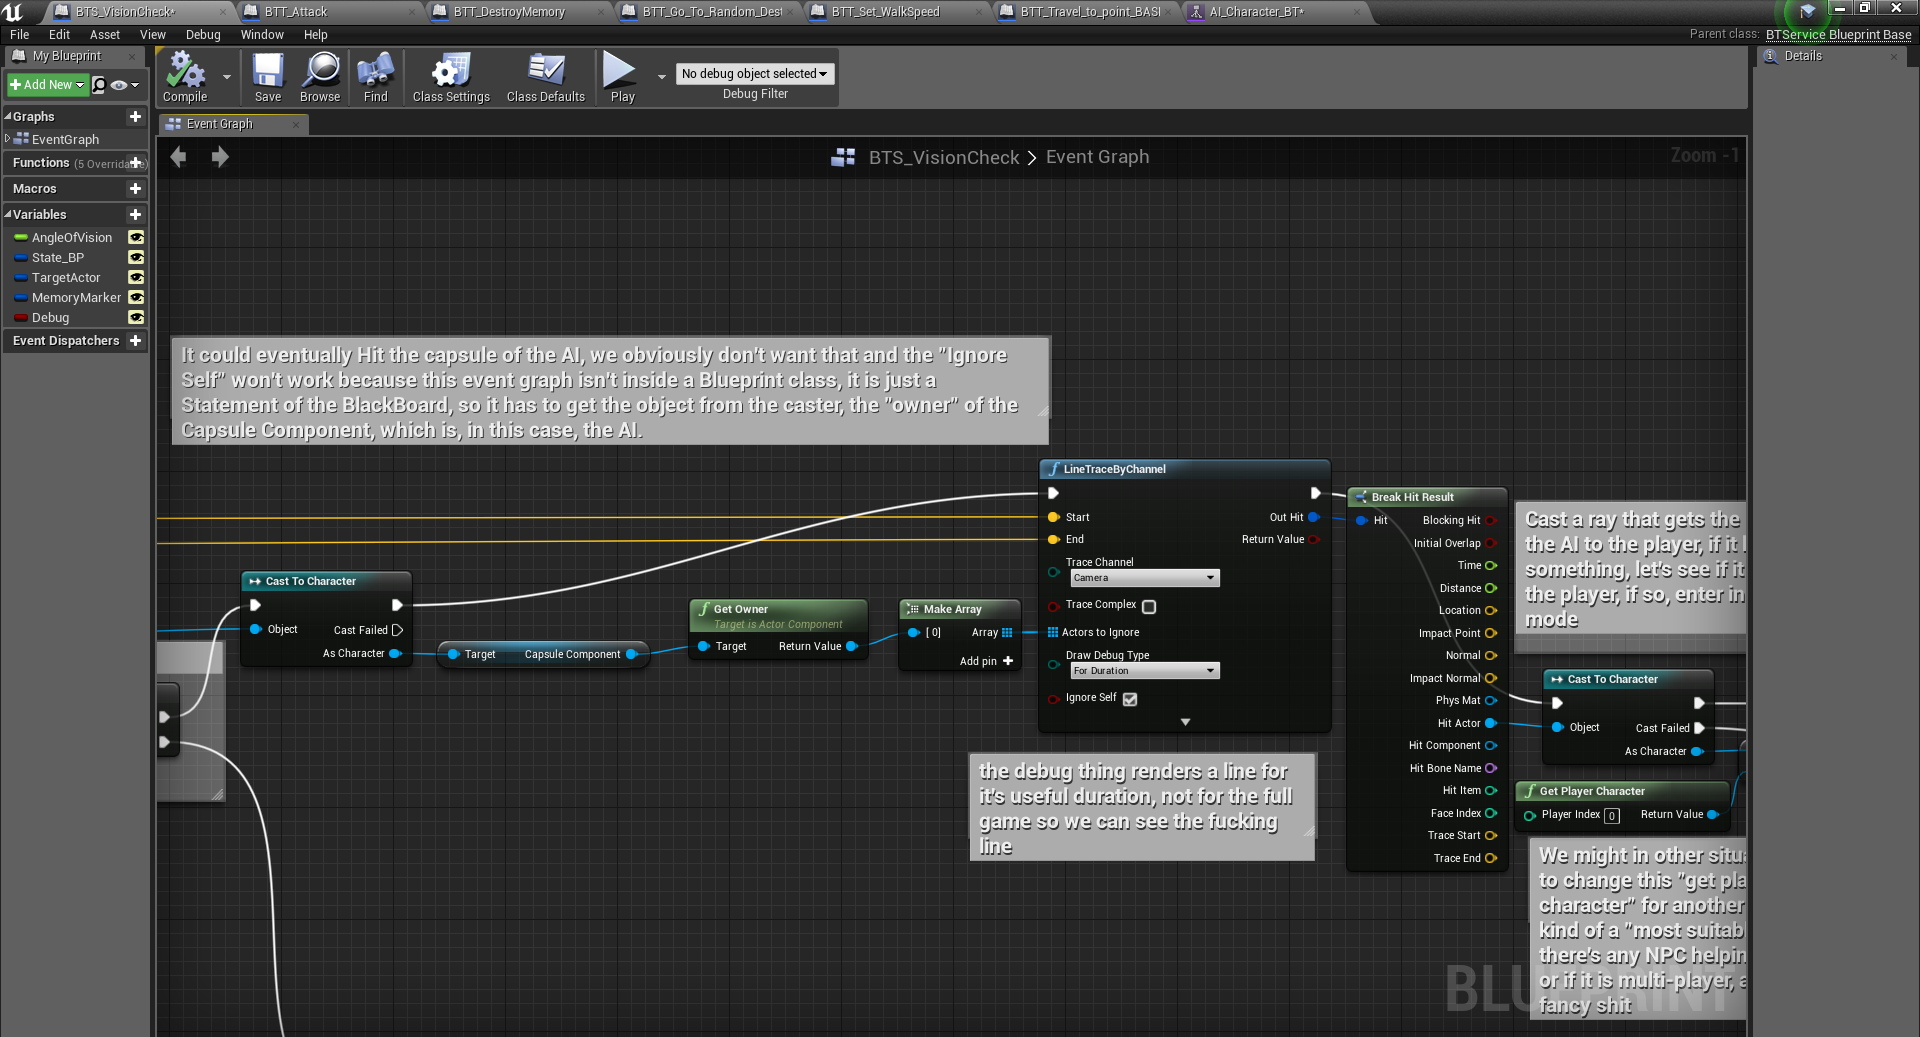 BTS_VisionCheck*
BTT_Attack
BTT_DestroyMemory
BTT_Go_To_Random_Dest
BTT_Set_WalkSpeed
BTT_Travel_to_point_BASI
AI_Character_BT*
File Edit Asset View Debug Window Help
Parent class: BTService Blueprint Base
My Blueprint
Details
Add New
Compile
Save
Browse
Find
Class Settings
Class Defaults
Play
No debug object selected
Debug Filter
Graphs
EventGraph
Functions (5 Overridable)
Macros
Variables
AngleOfVision
State_BP
TargetActor
MemoryMarker
Debug
Event Dispatchers
Event Graph
BTS_VisionCheck > Event Graph
Zoom -1
It could eventually Hit the capsule of the AI, we obviously don't want that and the "Ignore
Self" won't work because this event graph isn't inside a Blueprint class, it is just a
Statement of the BlackBoard, so it has to get the object from the caster, the "owner" of the
Capsule Component, which is, in this case, the AI.
Cast To Character
Object
Cast Failed
As Character
Target
Capsule Component
Get Owner
Target is Actor Component
Target
Return Value
Make Array
[0]
Array
Add pin +
LineTraceByChannel
Start
Out Hit
End
Return Value
Trace Channel
Camera
Trace Complex
Actors to Ignore
Draw Debug Type
For Duration
Ignore Self
the debug thing renders a line for
it's useful duration, not for the full
game so we can see the fucking
line
Break Hit Result
Hit
Blocking Hit
Initial Overlap
Time
Distance
Location
Impact Point
Normal
Impact Normal
Phys Mat
Hit Actor
Hit Component
Hit Bone Name
Hit Item
Face Index
Trace Start
Trace End
Cast a ray that gets the
the AI to the player, if it
something, let's see if it
the player, if so, enter in
mode
Cast To Character
Object
Cast Failed
As Character
Get Player Character
Player Index 0
Return Value
We might in other situ
to change this "get pla
character" for another
kind of a "most suitab
there's any NPC helpin
or if it is multi-player, a
fancy shit
BLUEPRINT